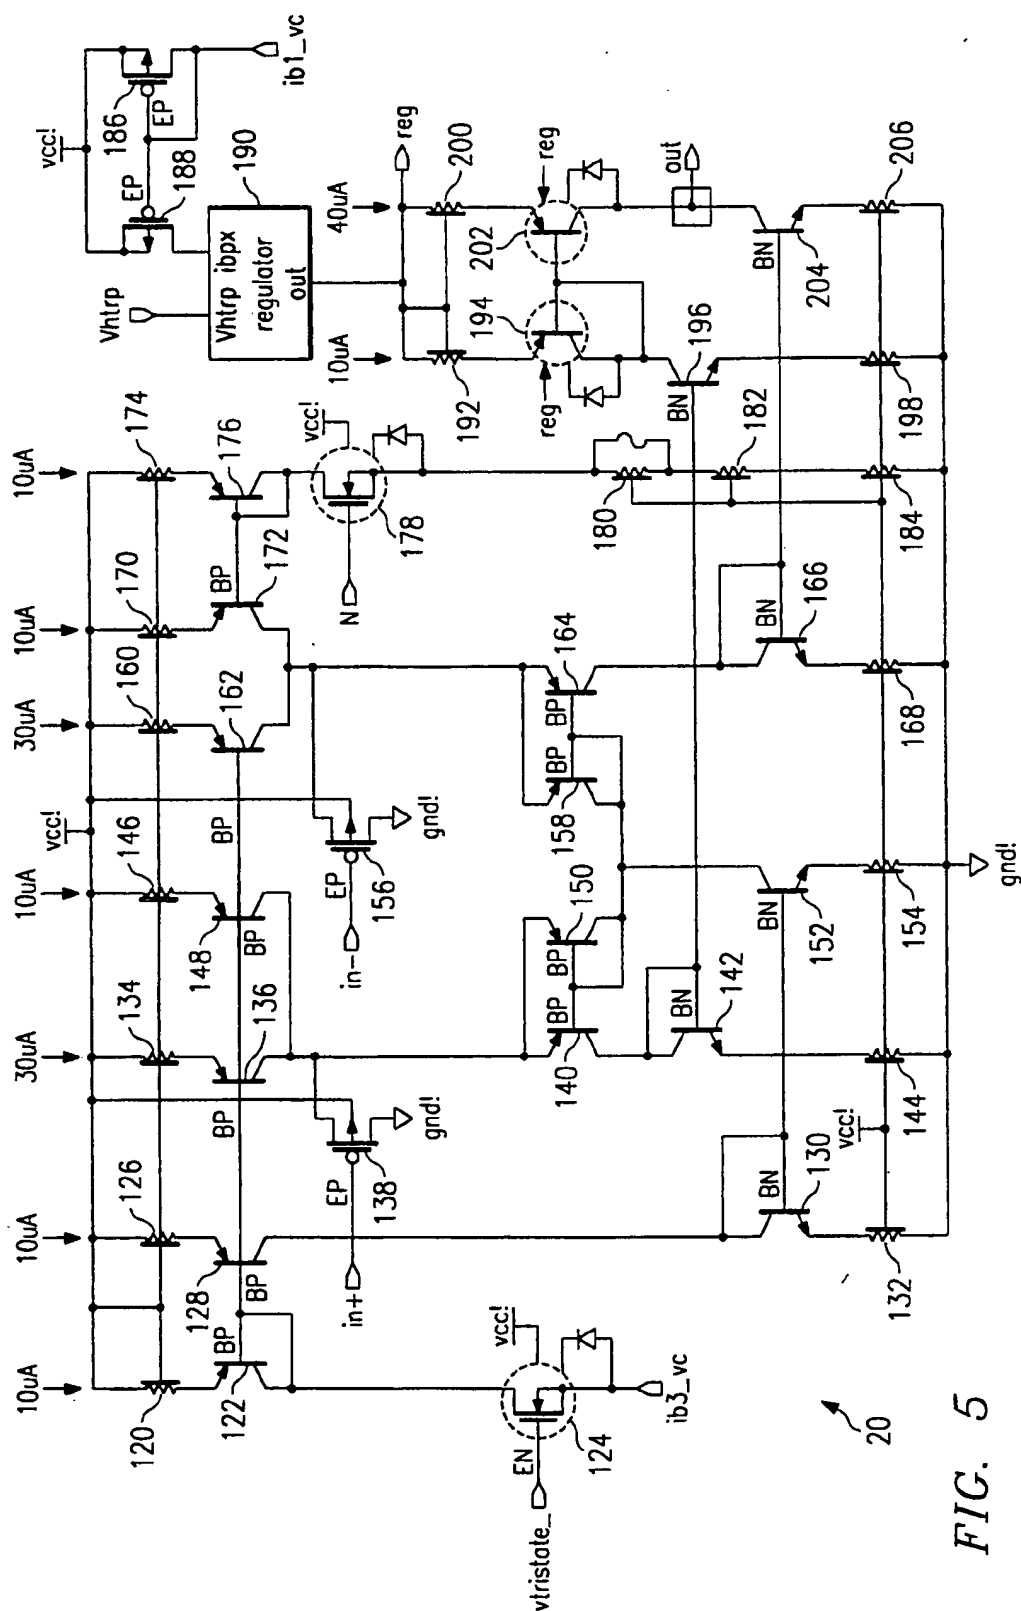 10uA
10uA
30uA
10uA
30uA
10uA
10uA
vcc!
120
126
134
146
160
170
174
122
BP
128
BP
BP
136
148
BP
BP
162
BP
172
176
vtristate_
EN
124
vcc!
ib3_vc
in+
EP
138
gnd!
in-
EP
156
gnd!
N
178
vcc!
140
BP
BP
150
158
BP
BP
164
BN
130
132
vcc!
BN
142
144
BN
152
154
gnd!
BN
166
168
180
182
184
Vhtrp
Vhtrp ibpx
regulator
out
190
vcc!
186
EP
EP
188
ib1_vc
10uA
40uA
reg
192
200
194
202
reg
reg
BN
196
198
out
BN
204
206
20
FIG. 5